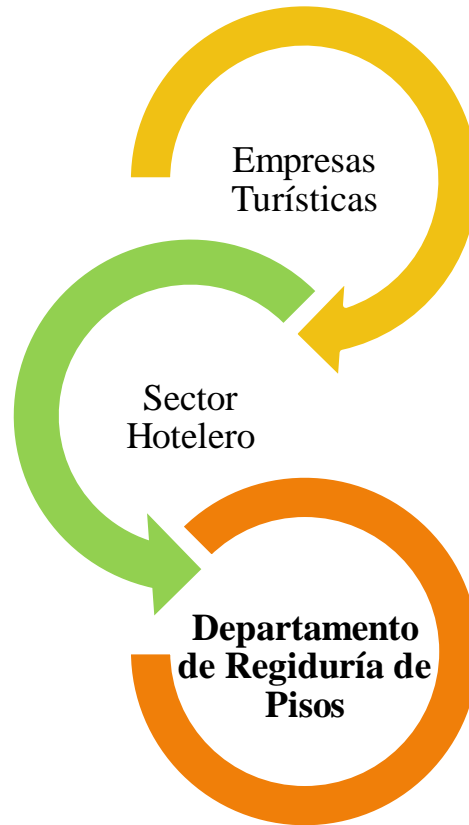 Empresas
Turísticas
Sector
Hotelero
Departamento
de Regiduría de
Pisos